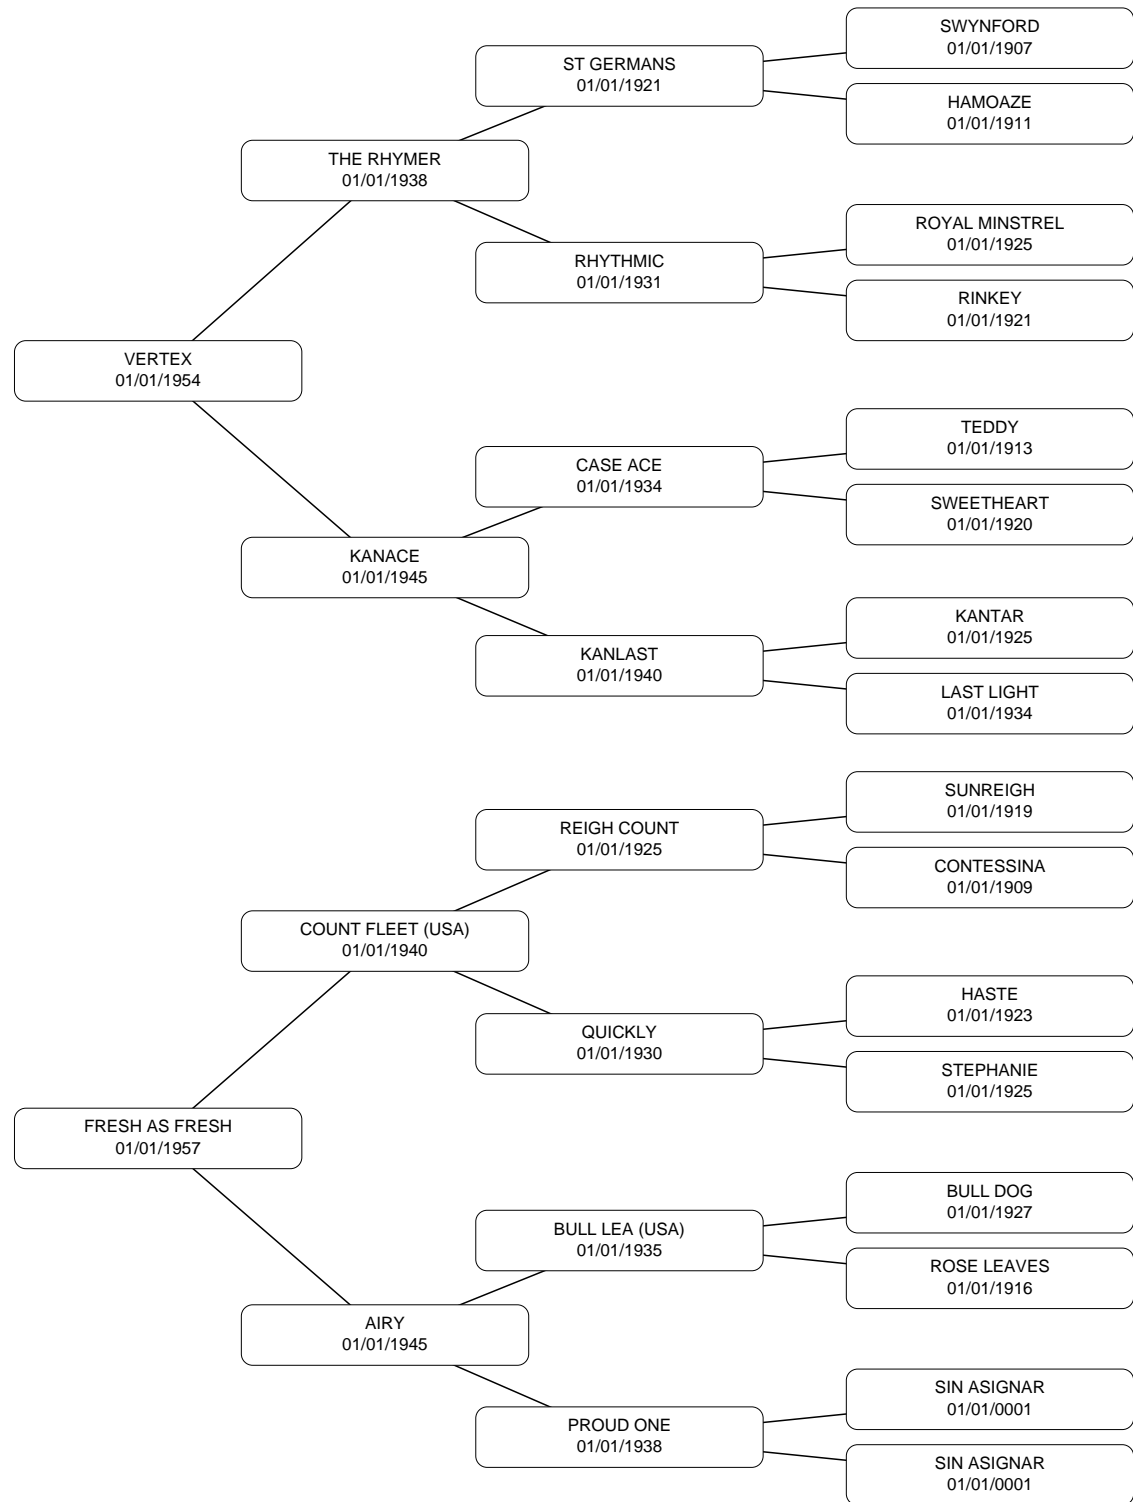 SWYNFORD
01/01/1907
ST GERMANS
01/01/1921
HAMOAZE
01/01/1911
THE RHYMER
01/01/1938
ROYAL MINSTREL
01/01/1925
RHYTHMIC
01/01/1931
RINKEY
01/01/1921
VERTEX
01/01/1954
TEDDY
01/01/1913
CASE ACE
01/01/1934
SWEETHEART
01/01/1920
KANACE
01/01/1945
KANTAR
01/01/1925
KANLAST
01/01/1940
LAST LIGHT
01/01/1934
SUNREIGH
01/01/1919
REIGH COUNT
01/01/1925
CONTESSINA
01/01/1909
COUNT FLEET (USA)
01/01/1940
HASTE
01/01/1923
QUICKLY
01/01/1930
STEPHANIE
01/01/1925
FRESH AS FRESH
01/01/1957
BULL DOG
01/01/1927
BULL LEA (USA)
01/01/1935
ROSE LEAVES
01/01/1916
AIRY
01/01/1945
SIN ASIGNAR
01/01/0001
PROUD ONE
01/01/1938
SIN ASIGNAR
01/01/0001